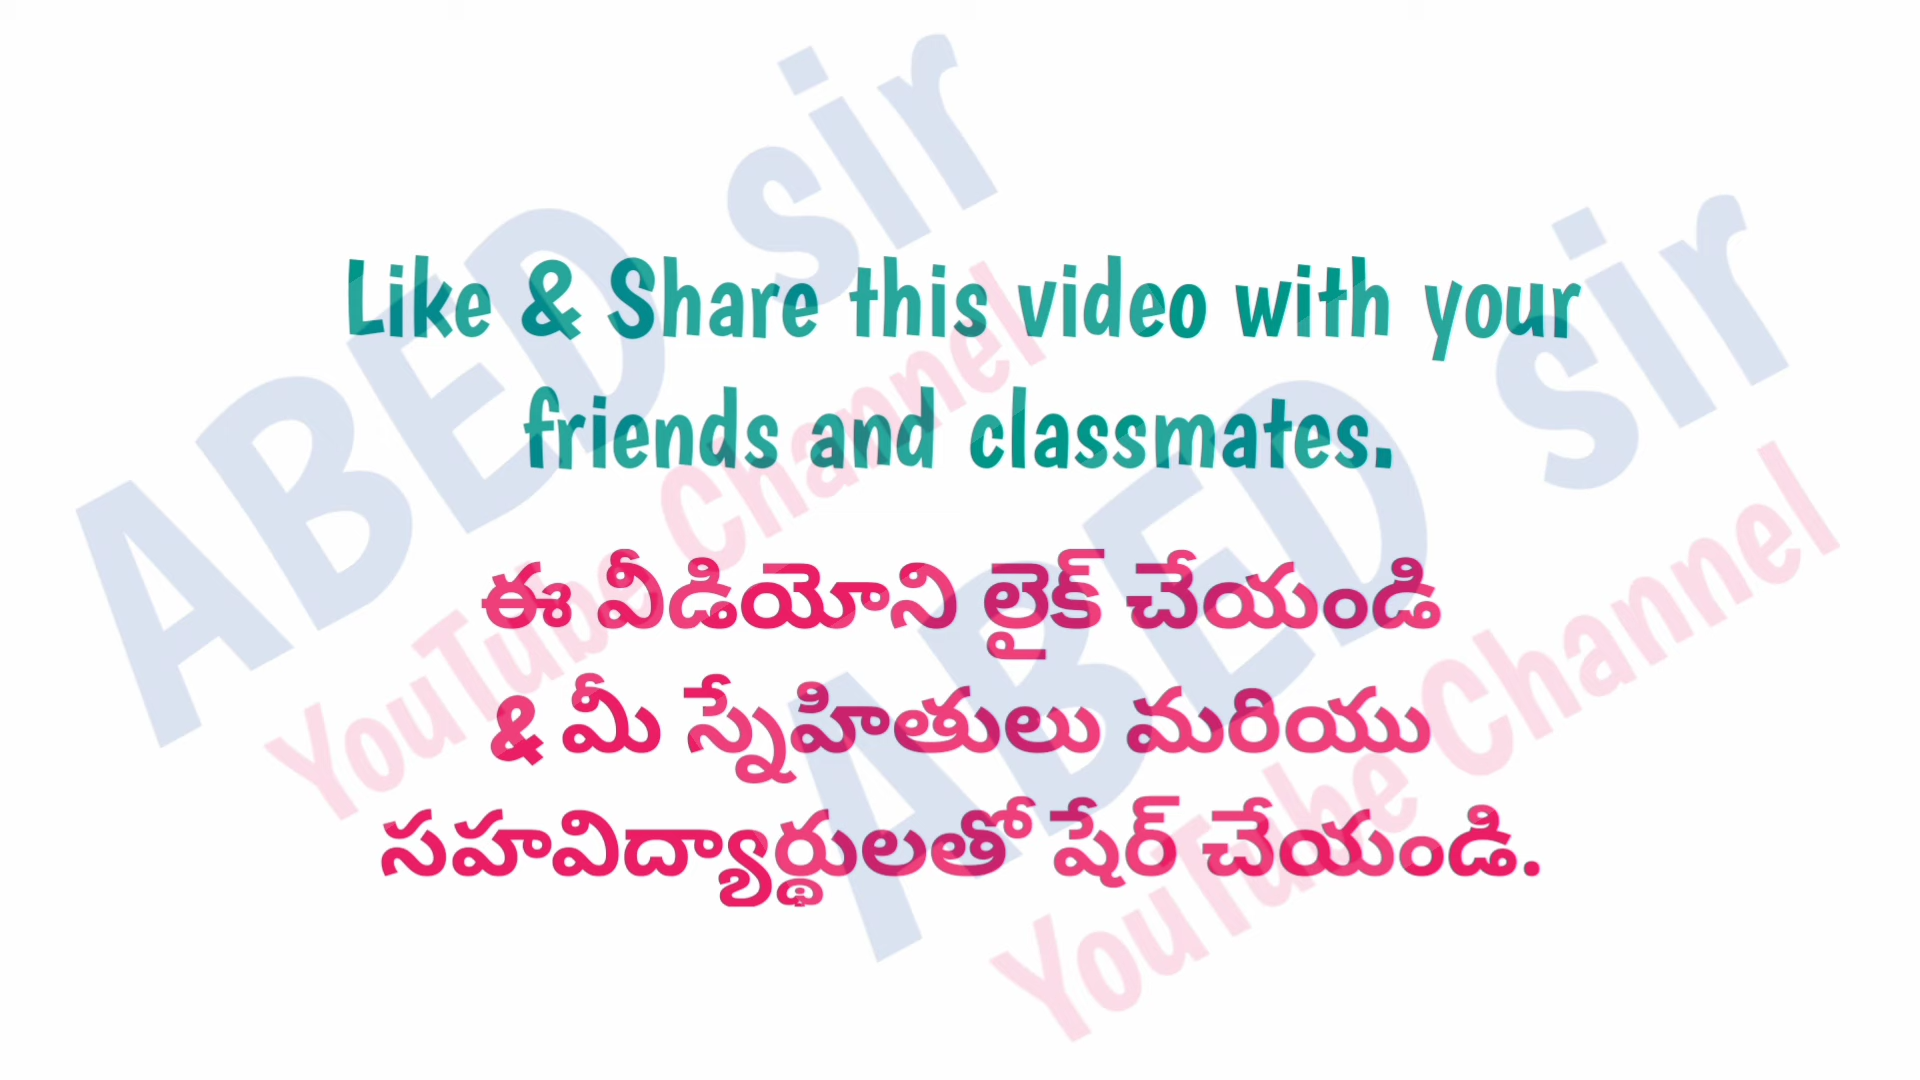 Like & Share this video with your
friends and classmates.
ఈ వీడియోని లైక్ చేయండి
& మీ స్నేహితులు మరియు
సహవిద్యార్థులతో షేర్ చేయండి.
ABED sir
YouTube Channel
ABED sir
YouTube Channel